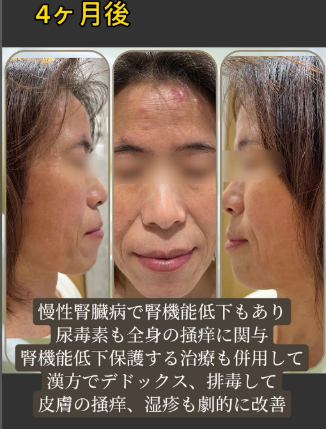 4ヶ月後
慢性腎臓病で腎機能低下もあり
尿毒素も全身の掻痒に関与
腎機能低下保護する治療も併用して
漢方でデドックス、排毒して
皮膚の掻痒、湿疹も劇的に改善